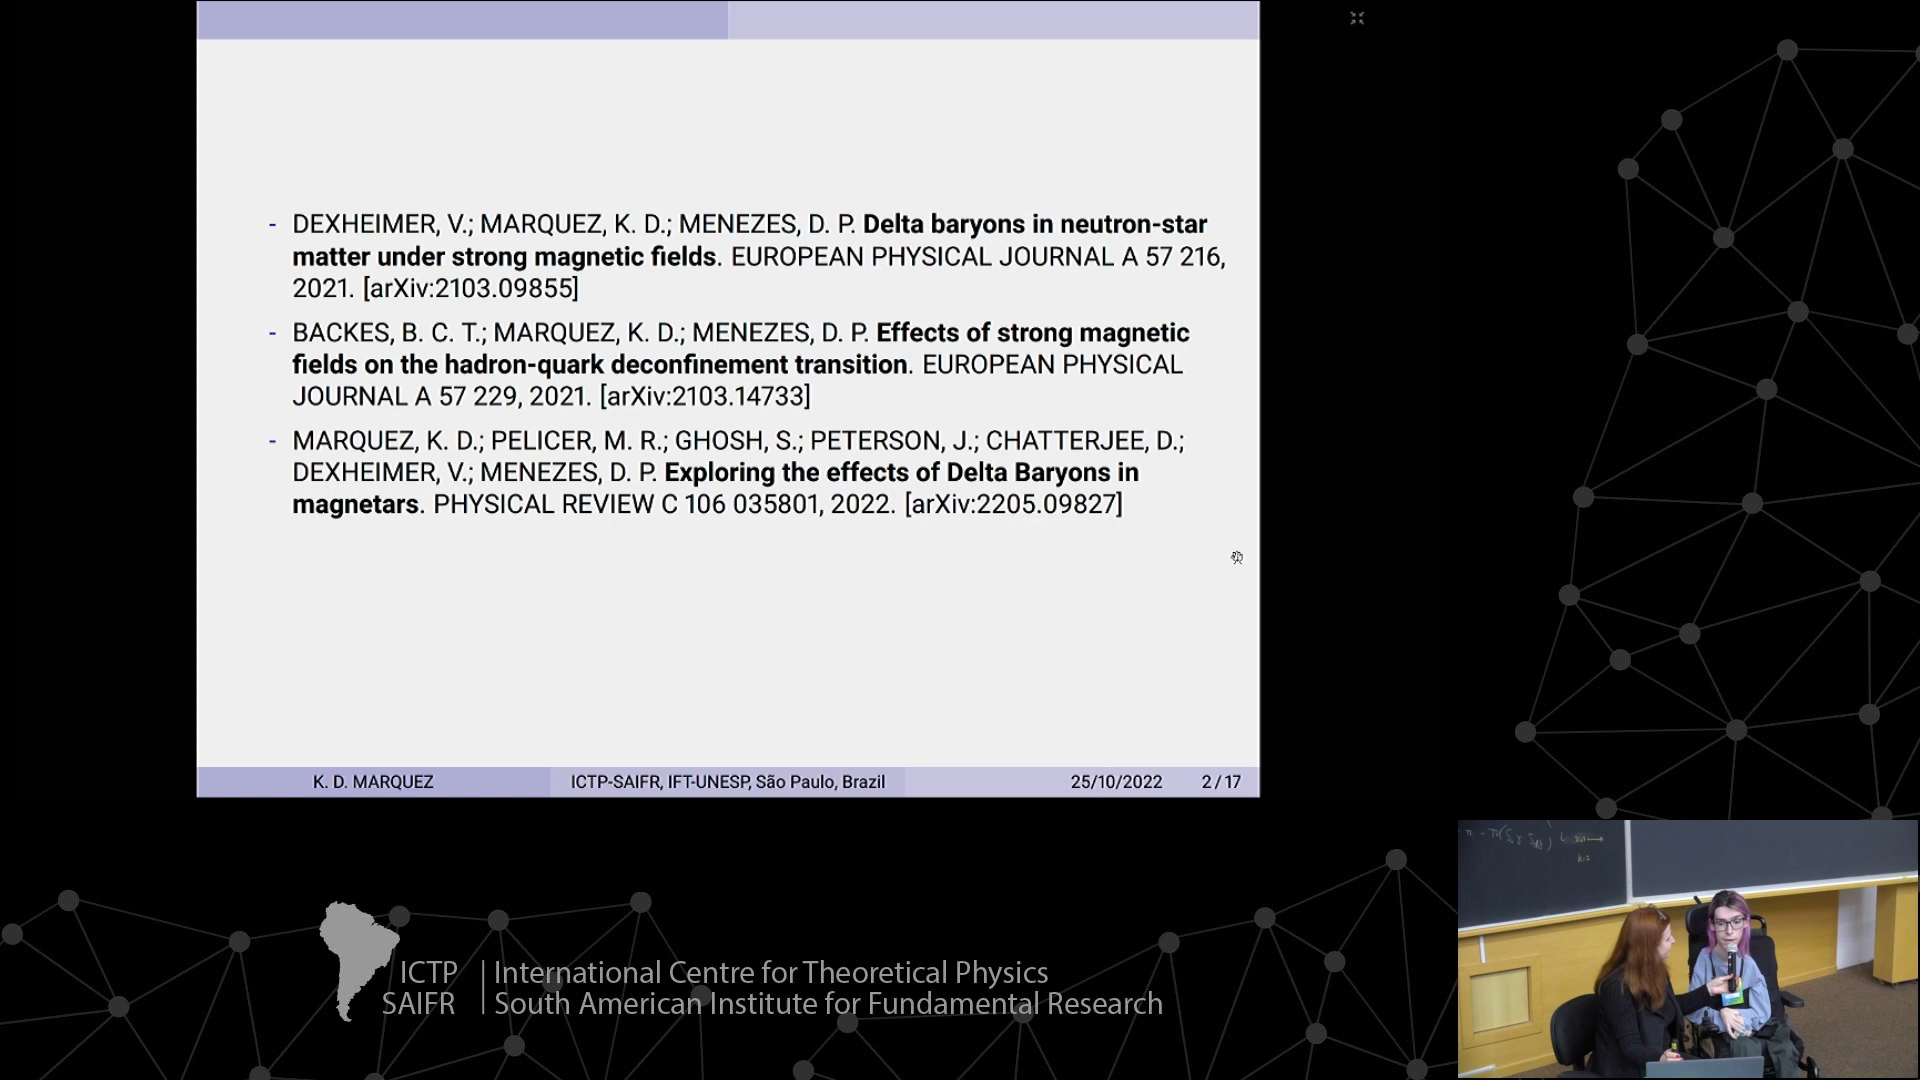 - DEXHEIMER, V.; MARQUEZ, K. D.; MENEZES, D. P. Delta baryons in neutron-star
matter under strong magnetic fields. EUROPEAN PHYSICAL JOURNAL A 57 216,
2021. [arXiv:2103.09855]
- BACKES, B. C. T.; MARQUEZ, K. D.; MENEZES, D. P. Effects of strong magnetic
fields on the hadron-quark deconfinement transition. EUROPEAN PHYSICAL
JOURNAL A 57 229, 2021. [arXiv:2103.14733]
- MARQUEZ, K. D.; PELICER, M. R.; GHOSH, S.; PETERSON, J.; CHATTERJEE, D.;
DEXHEIMER, V.; MENEZES, D. P. Exploring the effects of Delta Baryons in
magnetars. PHYSICAL REVIEW C 106 035801, 2022. [arXiv:2205.09827]
K. D. MARQUEZ ICTP-SAIFR, IFT-UNESP, São Paulo, Brazil 25/10/2022 2 / 17
ICTP | International Centre for Theoretical Physics
SAIFR | South American Institute for Fundamental Research